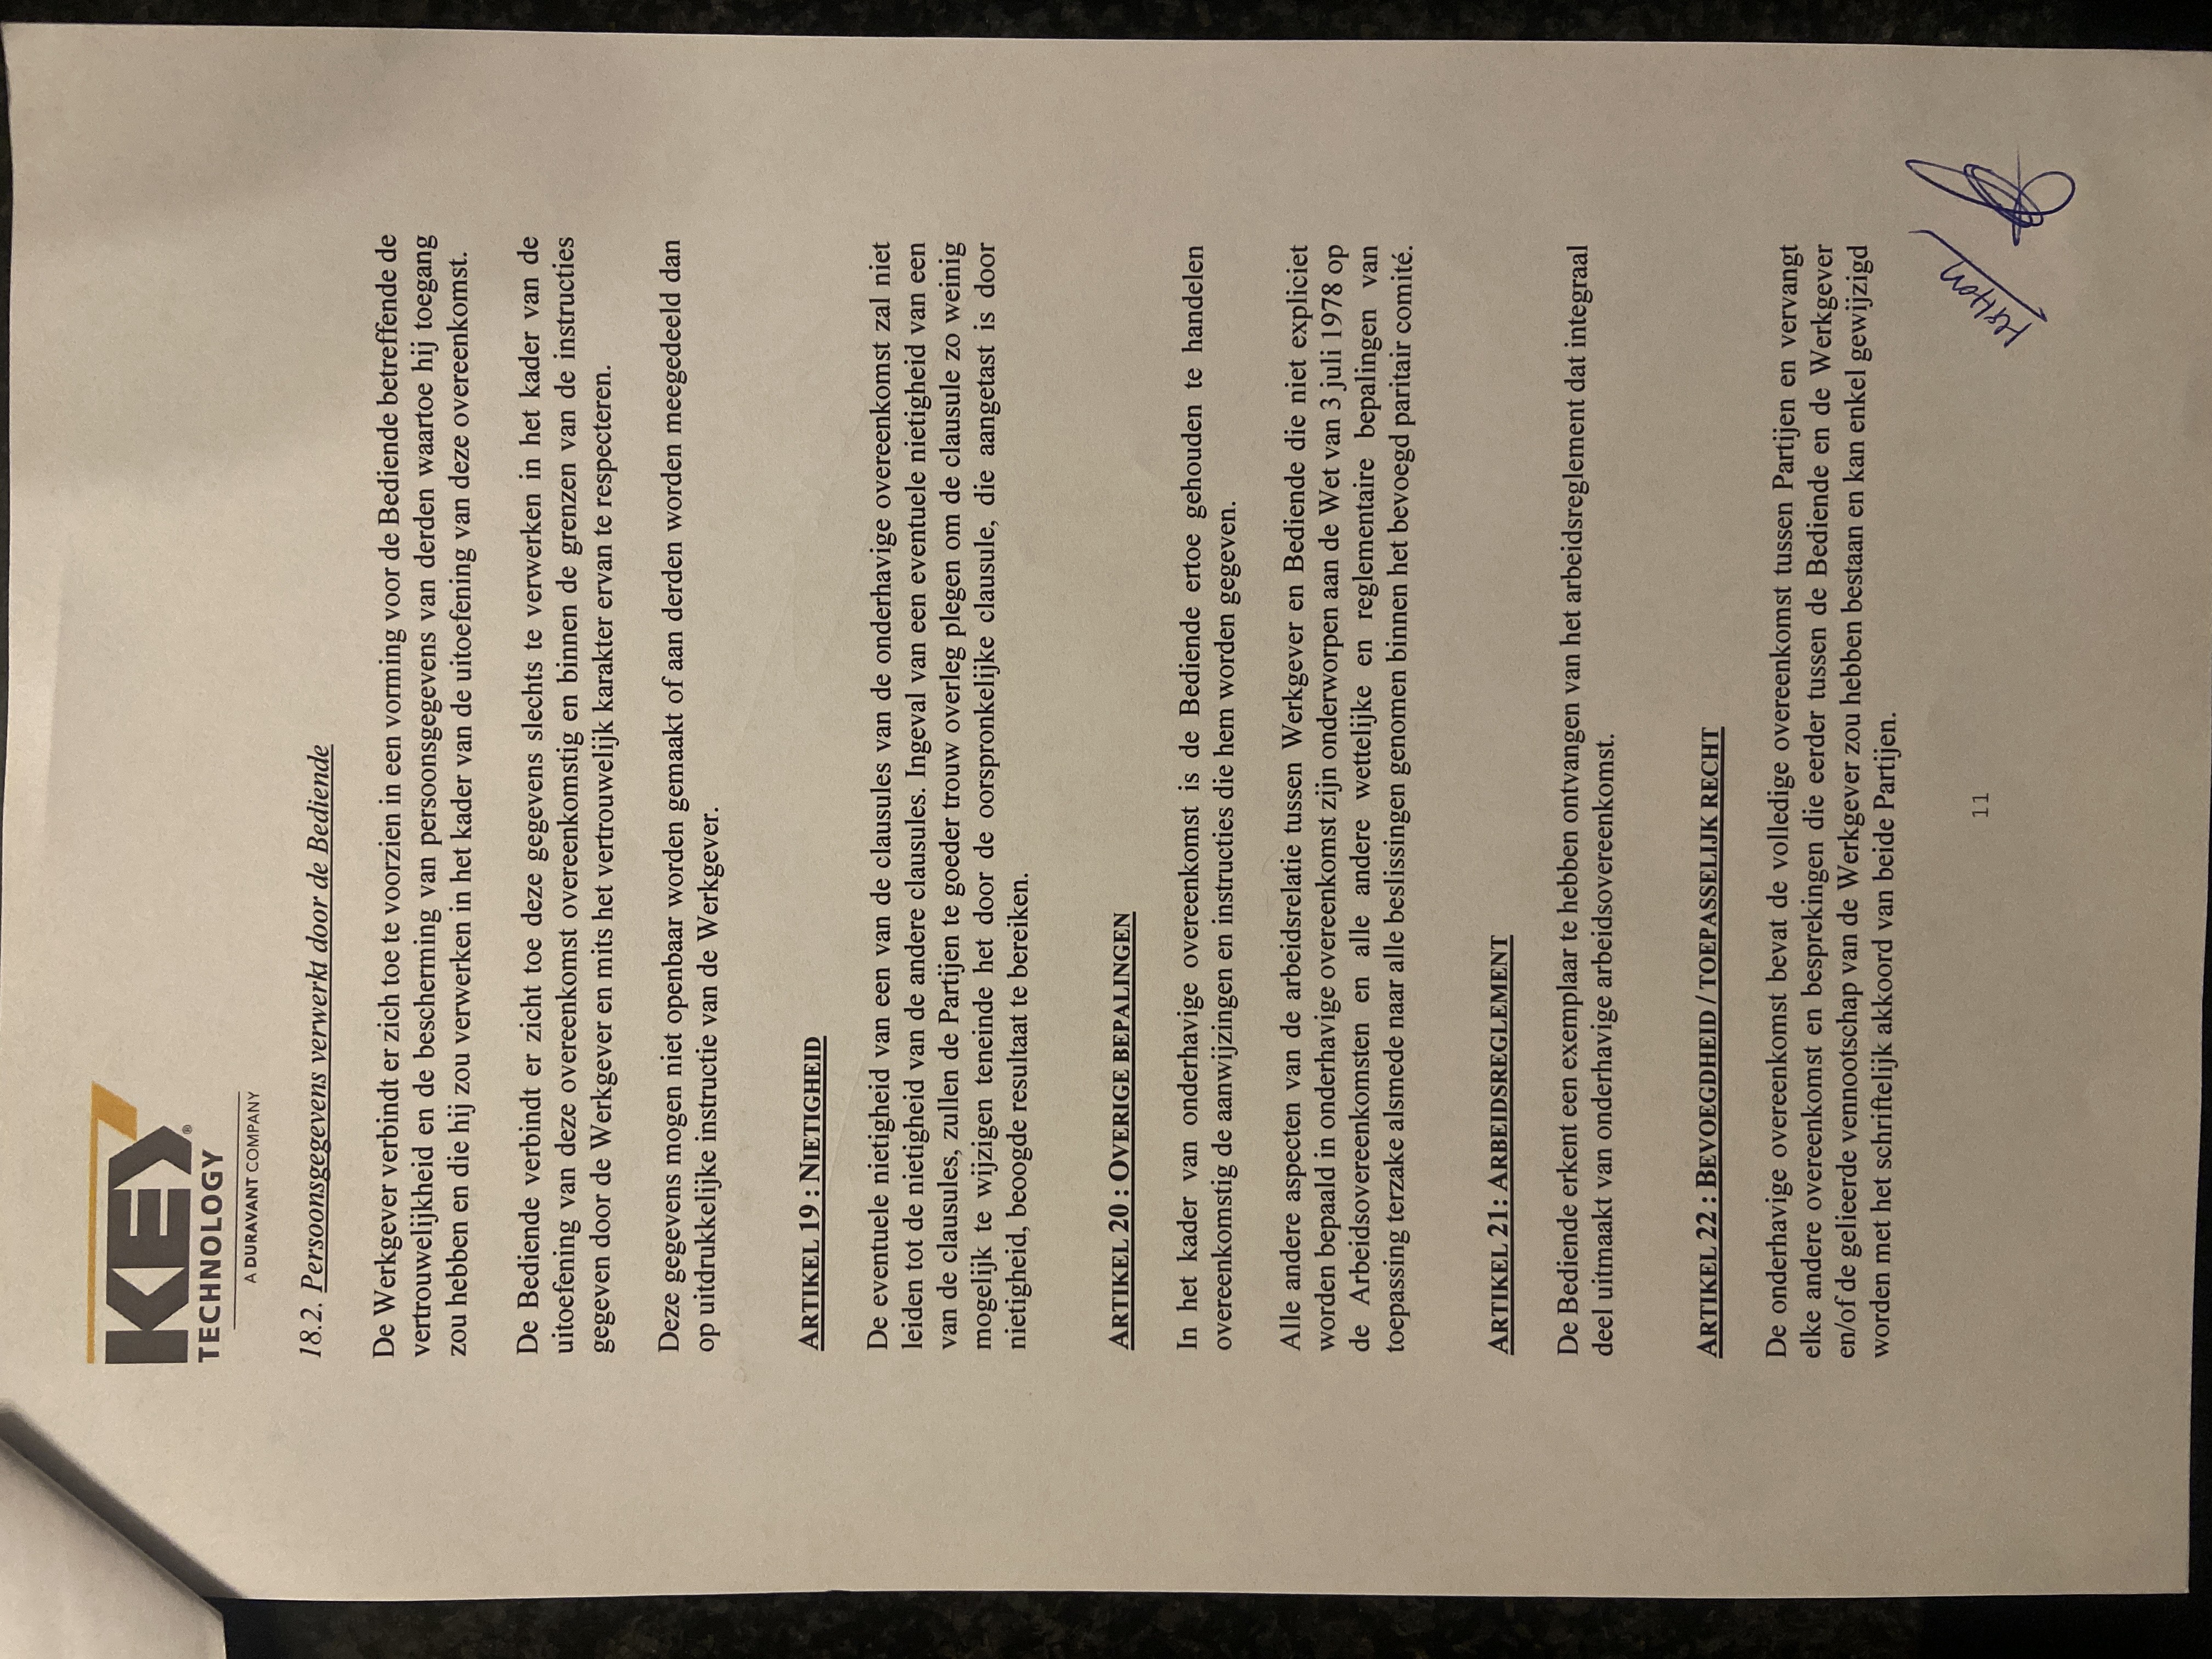 KEY®
TECHNOLOGY
A DURAVANT COMPANY
18.2. Persoonsgegevens verwerkt door de Bediende
De Werkgever verbindt er zich toe te voorzien in een vorming voor de Bediende betreffende de
vertrouwelijkheid en de bescherming van persoonsgegevens van derden waartoe hij toegang
zou hebben en die hij zou verwerken in het kader van de uitoefening van deze overeenkomst.
De Bediende verbindt er zicht toe deze gegevens slechts te verwerken in het kader van de
uitoefening van deze overeenkomst overeenkomstig en binnen de grenzen van de instructies
gegeven door de Werkgever en mits het vertrouwelijk karakter ervan te respecteren.
Deze gegevens mogen niet openbaar worden gemaakt of aan derden worden meegedeeld dan
op uitdrukkelijke instructie van de Werkgever.
ARTIKEL 19 : NIETIGHEID
De eventuele nietigheid van een van de clausules van de onderhavige overeenkomst zal niet
leiden tot de nietigheid van de andere clausules. Ingeval van een eventuele nietigheid van een
van de clausules, zullen de Partijen te goeder trouw overleg plegen om de clausule zo weinig
mogelijk te wijzigen teneinde het door de oorspronkelijke clausule, die aangetast is door
nietigheid, beoogde resultaat te bereiken.
ARTIKEL 20 : OVERIGE BEPALINGEN
In het kader van onderhavige overeenkomst is de Bediende ertoe gehouden te handelen
overeenkomstig de aanwijzingen en instructies die hem worden gegeven.
Alle andere aspecten van de arbeidsrelatie tussen Werkgever en Bediende die niet expliciet
worden bepaald in onderhavige overeenkomst zijn onderworpen aan de Wet van 3 juli 1978 op
de Arbeidsovereenkomsten en alle andere wettelijke en reglementaire bepalingen van
toepassing terzake alsmede naar alle beslissingen genomen binnen het bevoegd paritair comité.
ARTIKEL 21: ARBEIDSREGLEMENT
De Bediende erkent een exemplaar te hebben ontvangen van het arbeidsreglement dat integraal
deel uitmaakt van onderhavige arbeidsovereenkomst.
ARTIKEL 22 : BEVOEGDHEID / TOEPASSELIJK RECHT
De onderhavige overeenkomst bevat de volledige overeenkomst tussen Partijen en vervangt
elke andere overeenkomst en besprekingen die eerder tussen de Bediende en de Werkgever
en/of de gelieerde vennootschap van de Werkgever zou hebben bestaan en kan enkel gewijzigd
worden met het schriftelijk akkoord van beide Partijen.
11